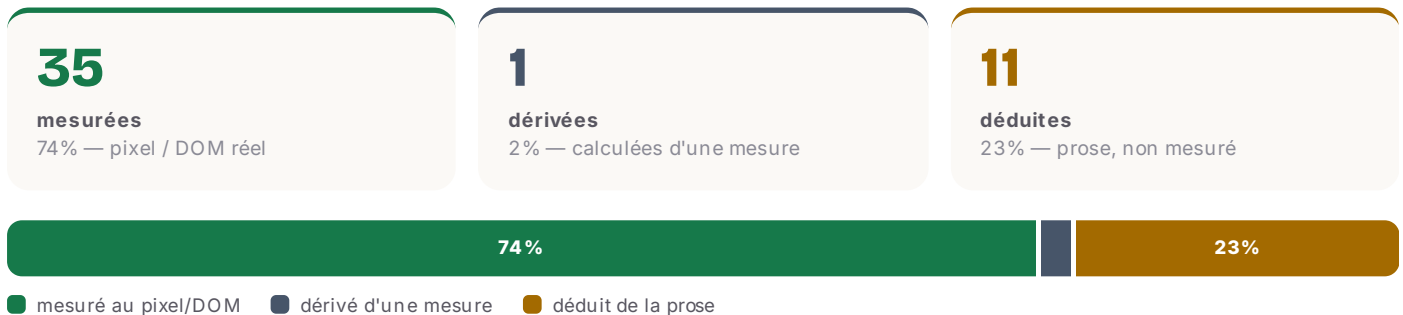 35
mesurées
74% — pixel / DOM réel
1
dérivées
2% — calculées d'une mesure
11
déduites
23% — prose, non mesuré
74%
23%
mesuré au pixel/DOM
dérivé d'une mesure
déduit de la prose